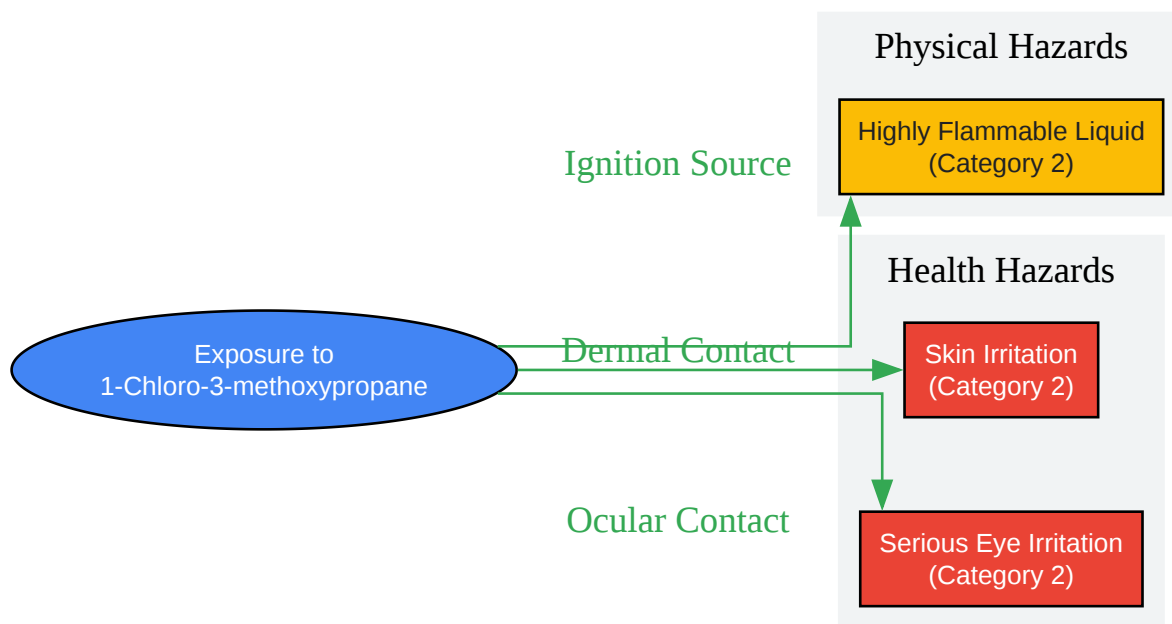 Physical Hazards
Highly Flammable Liquid
(Category 2)
Ignition Source
Health Hazards
Exposure to
1-Chloro-3-methoxypropane
Dermal Contact
Skin Irritation
(Category 2)
Ocular Contact
Serious Eye Irritation
(Category 2)